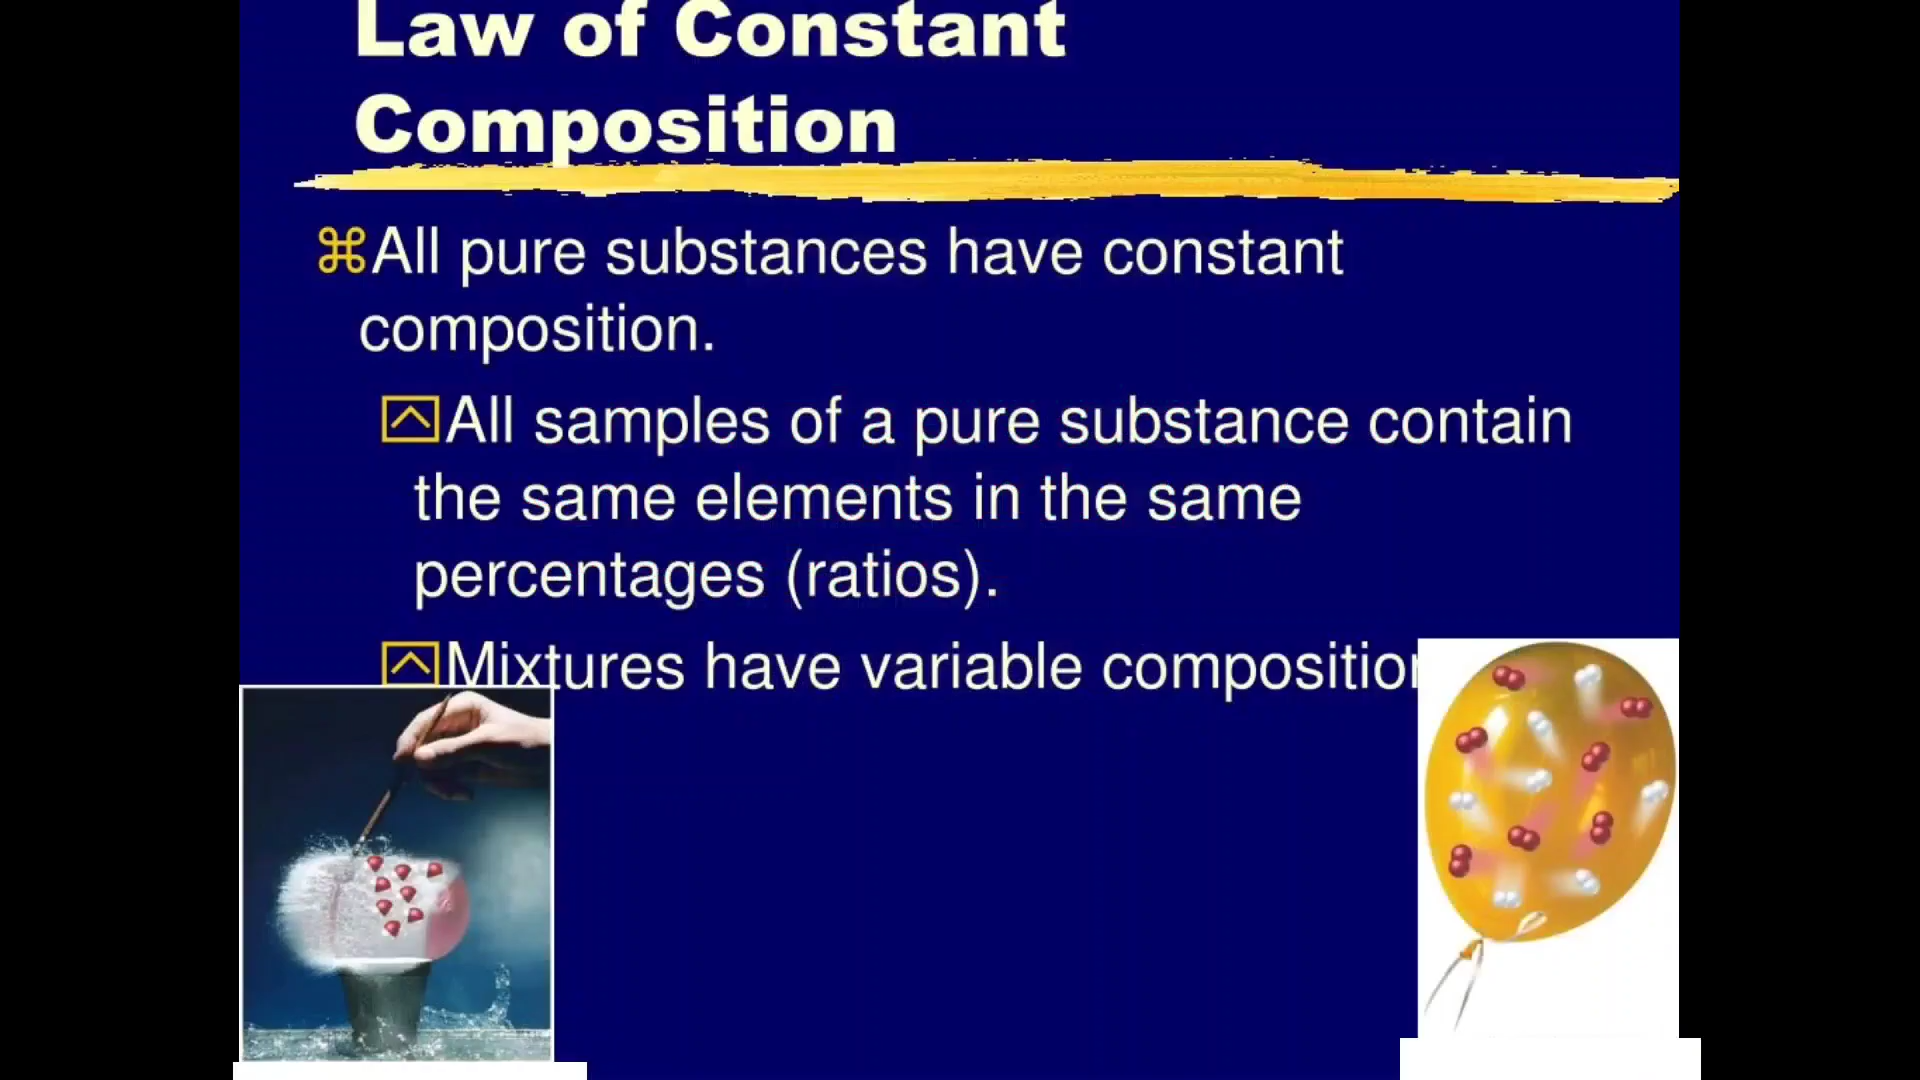 Law of Constant
Composition
⌘All pure substances have constant
composition.
All samples of a pure substance contain
the same elements in the same
percentages (ratios).
Mixtures have variable composition